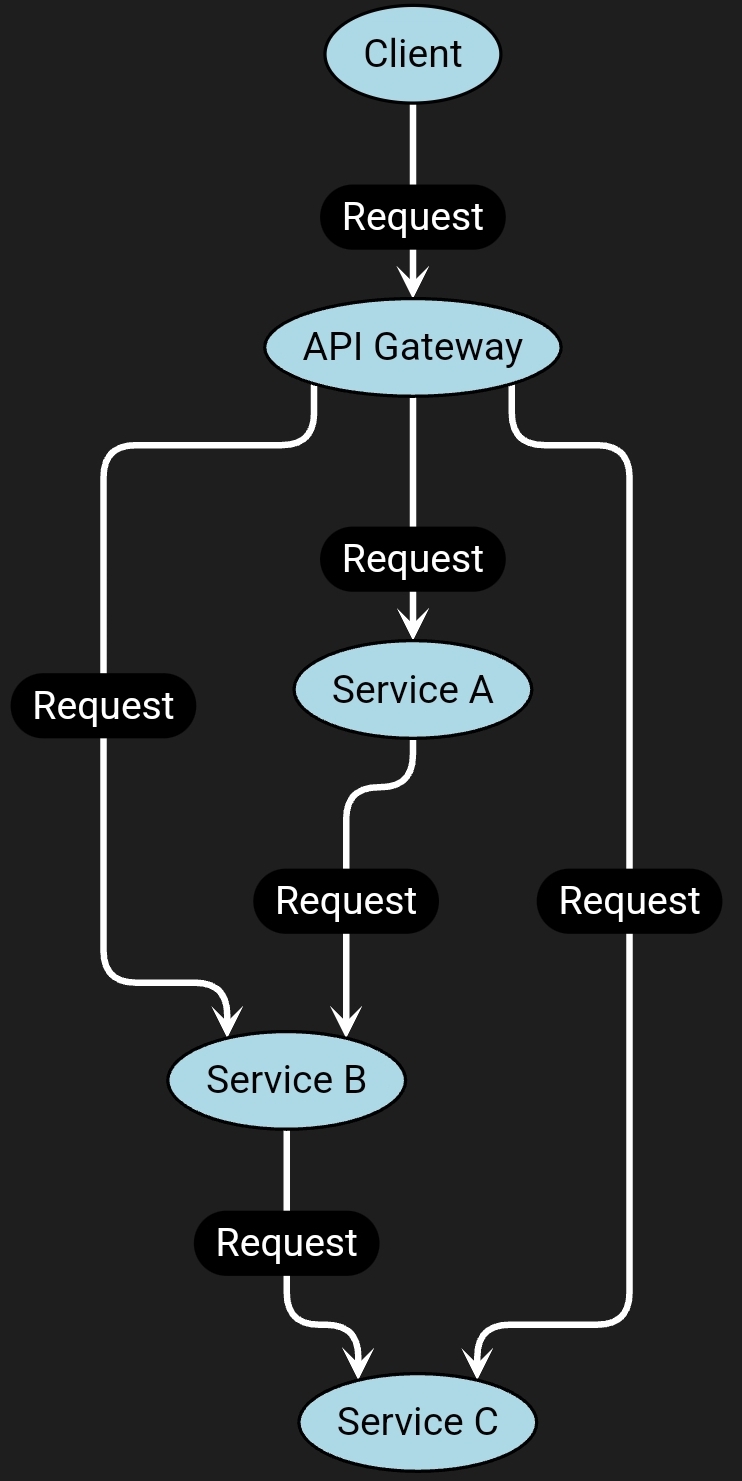 Client
Request
API Gateway
Request
Service A
Request
Request
Request
Service B
Request
Service C